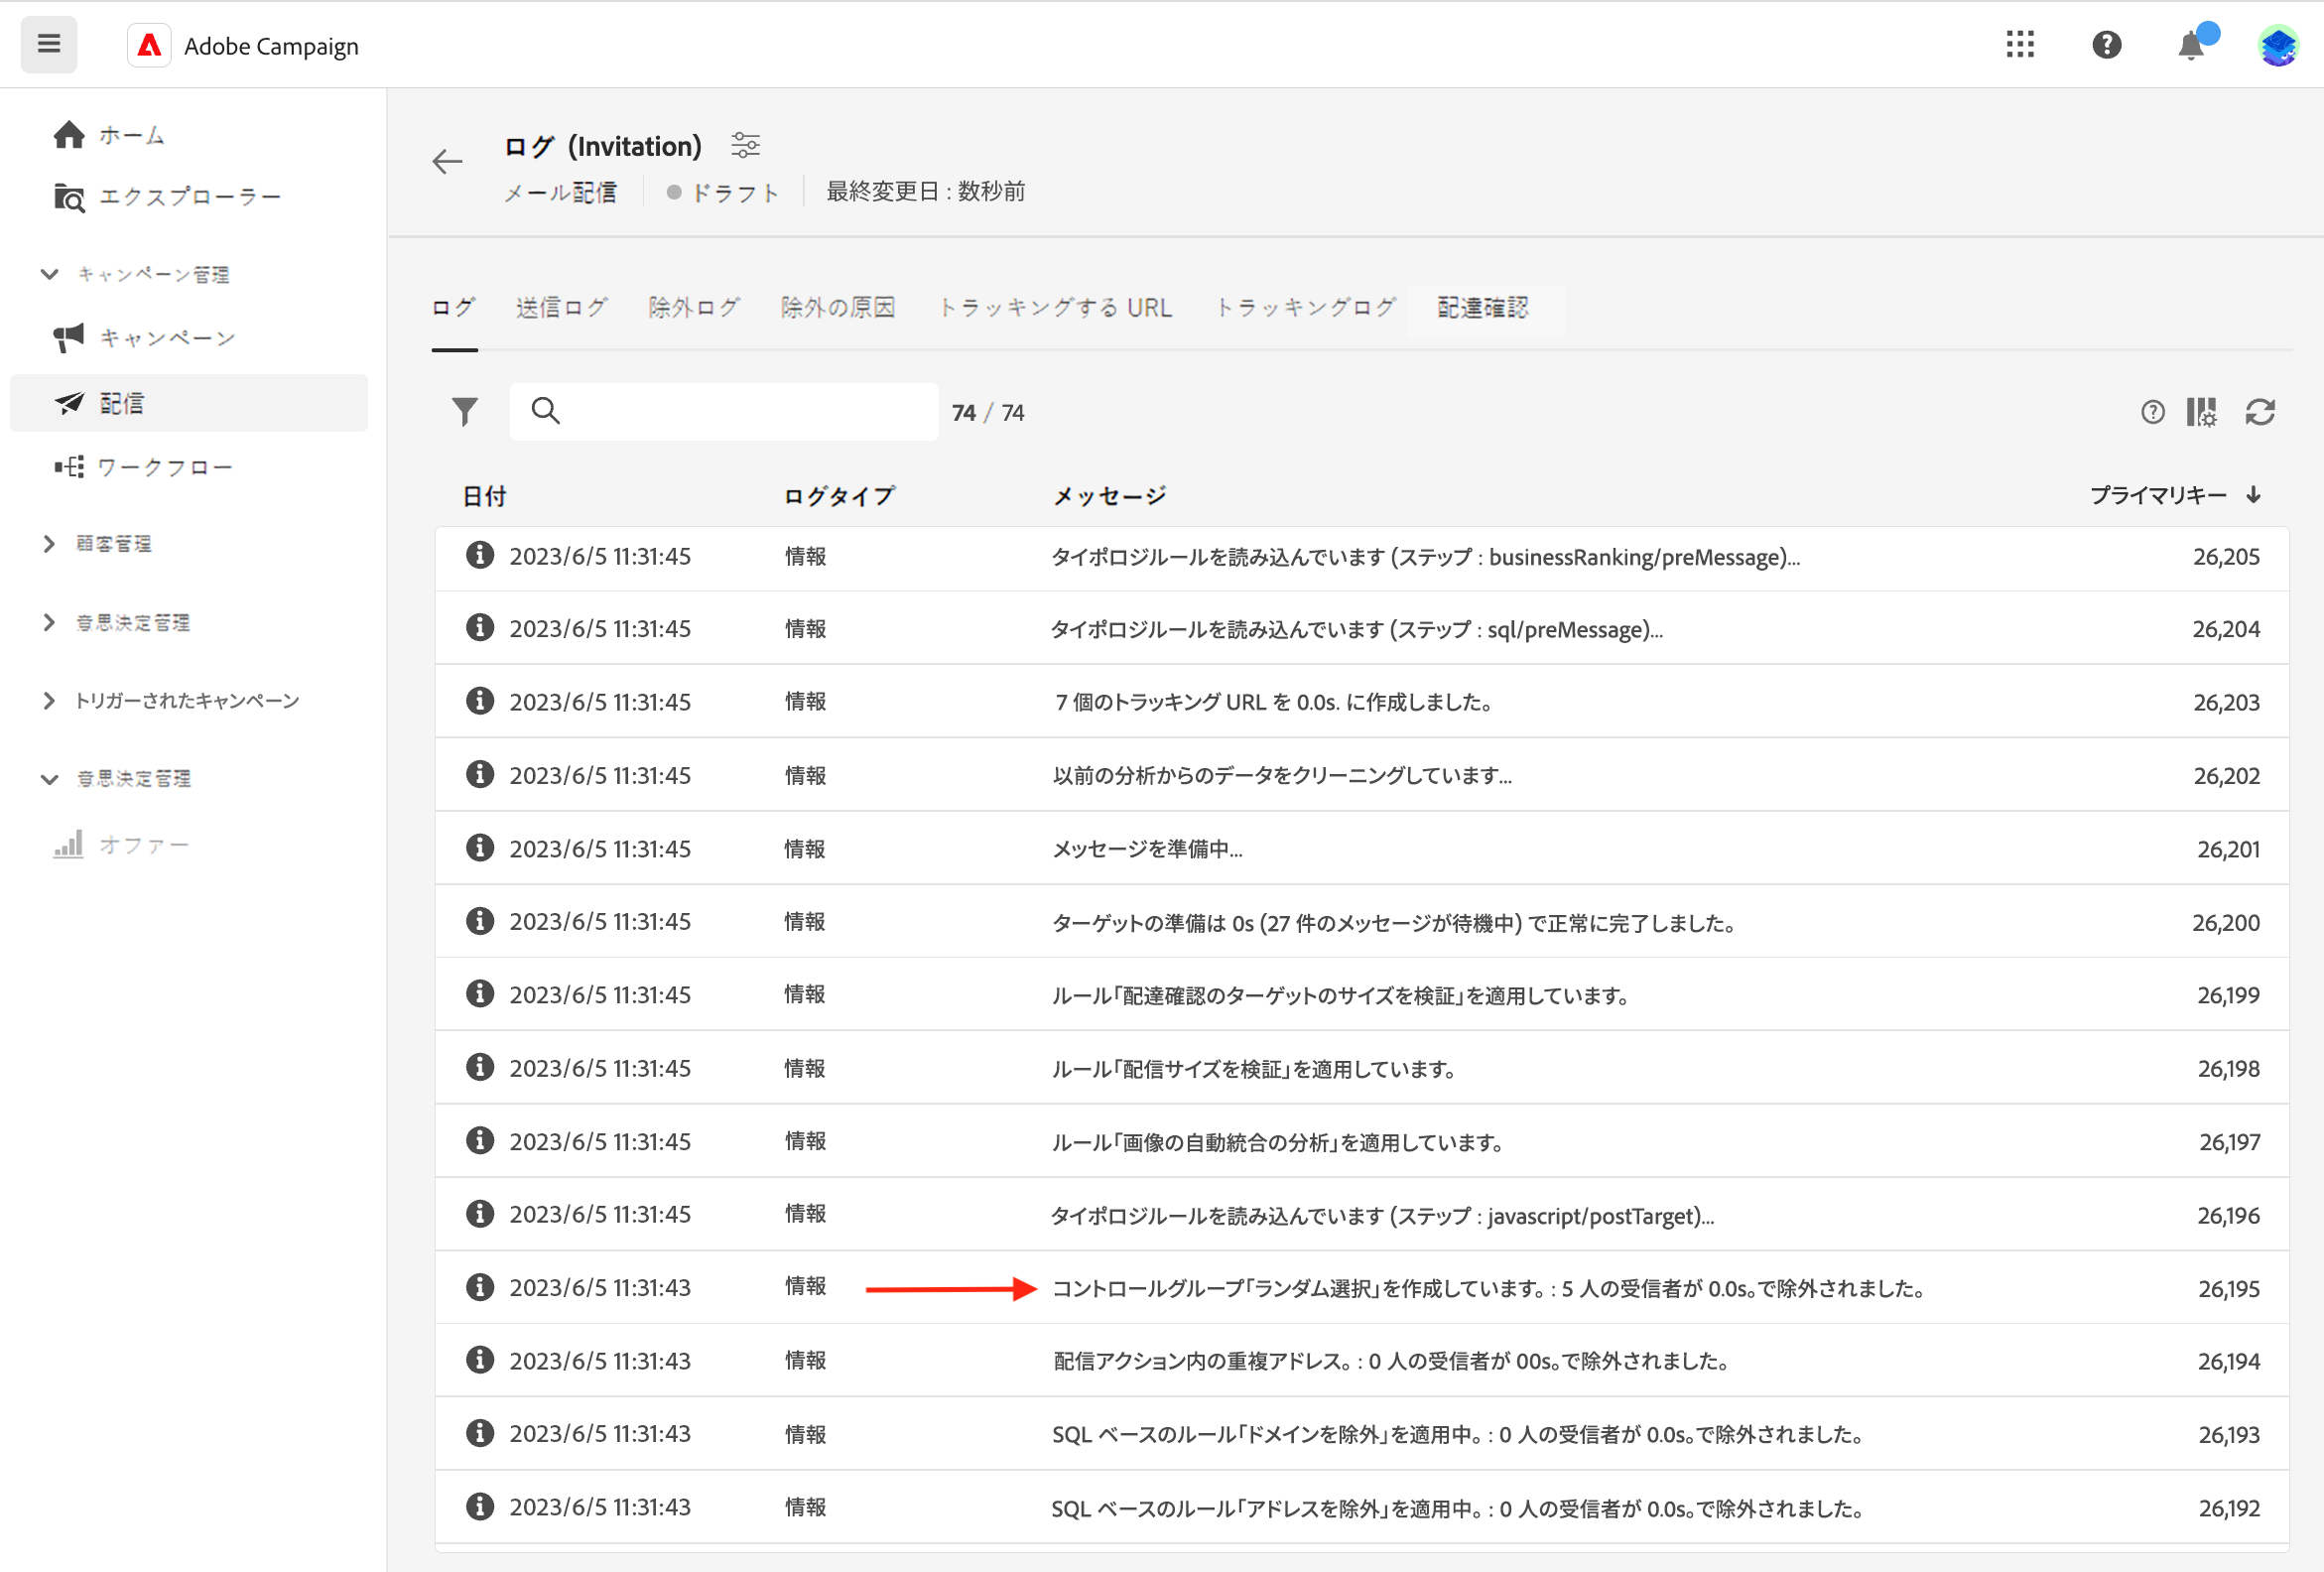 Adobe Campaign
ホーム
エクスプローラー
キャンペーン管理
キャンペーン
配信
ワークフロー
顧客管理
意思決定管理
トリガーされたキャンペーン
意思決定管理
オファー
ログ (Invitation)
メール配信 ドラフト 最終変更日 : 数秒前
ログ 送信ログ 除外ログ 除外の原因 トラッキングする URL トラッキングログ 配達確認
74 / 74
日付 ログタイプ メッセージ プライマリキー
2023/6/5 11:31:45 情報 タイポロジルールを読み込んでいます (ステップ : businessRanking/preMessage)... 26,205
2023/6/5 11:31:45 情報 タイポロジルールを読み込んでいます (ステップ : sql/preMessage)... 26,204
2023/6/5 11:31:45 情報 7 個のトラッキング URL を 0.0s. に作成しました。 26,203
2023/6/5 11:31:45 情報 以前の分析からのデータをクリーニングしています... 26,202
2023/6/5 11:31:45 情報 メッセージを準備中... 26,201
2023/6/5 11:31:45 情報 ターゲットの準備は 0s (27 件のメッセージが待機中) で正常に完了しました。 26,200
2023/6/5 11:31:45 情報 ルール「配達確認のターゲットのサイズを検証」を適用しています。 26,199
2023/6/5 11:31:45 情報 ルール「配信サイズを検証」を適用しています。 26,198
2023/6/5 11:31:45 情報 ルール「画像の自動統合の分析」を適用しています。 26,197
2023/6/5 11:31:45 情報 タイポロジルールを読み込んでいます (ステップ : javascript/postTarget)... 26,196
2023/6/5 11:31:43 情報 コントロールグループ「ランダム選択」を作成しています。 : 5 人の受信者が 0.0s。で除外されました。 26,195
2023/6/5 11:31:43 情報 配信アクション内の重複アドレス。 : 0 人の受信者が 00s。で除外されました。 26,194
2023/6/5 11:31:43 情報 SQL ベースのルール「ドメインを除外」を適用中。 : 0 人の受信者が 0.0s。で除外されました。 26,193
2023/6/5 11:31:43 情報 SQL ベースのルール「アドレスを除外」を適用中。 : 0 人の受信者が 0.0s。で除外されました。 26,192